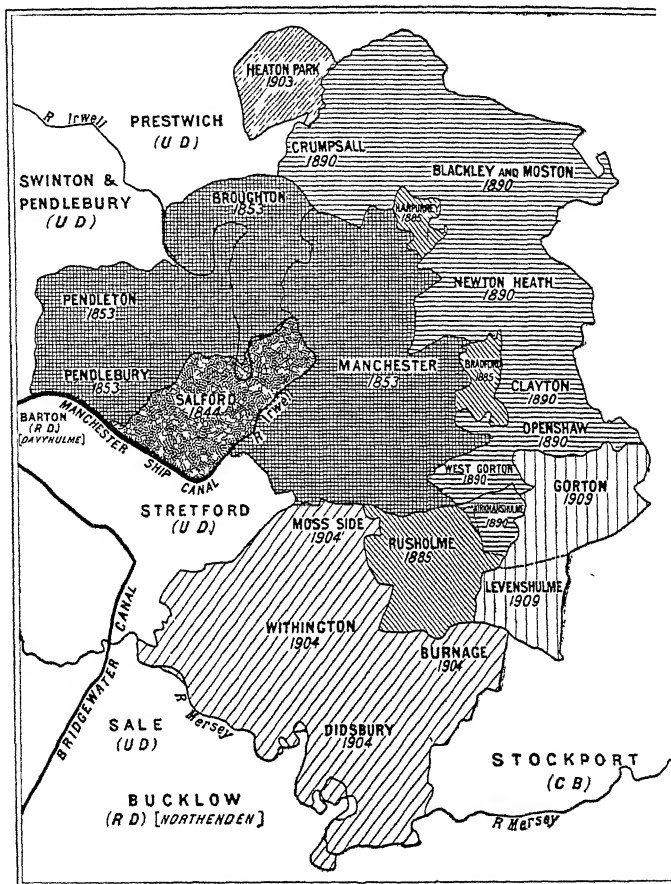 HEATON PARK
1903
R Irwell
PRESTWICH
(U D)
CRUMPSALL
1890
SWINTON &
PENDLEBURY
(U D)
BLACKLEY AND MOSTON
1890
BROUGHTON
1853
HARPURHEY
1885
PENDLETON
1853
NEWTON HEATH
1890
MANCHESTER
1853
BRADFORD
1885
PENDLEBURY
1853
SALFORD
1844
R Irwell
CLAYTON
1890
BARTON
(R D)
[DAVYHULME]
MANCHESTER SHIP CANAL
OPENSHAW
1890
WEST GORTON
1890
GORTON
1909
STRETFORD
(U D)
1890
MOSS SIDE
1904
RUSHOLME
1885
LEVENSHULME
1909
WITHINGTON
1904
BURNAGE
1904
BRIDGEWATER CANAL
R Mersey
SALE
(U D)
DIDSBURY
1904
STOCKPORT
(C B)
BUCKLOW
(R D) [NORTHENDEN]
R Mersey